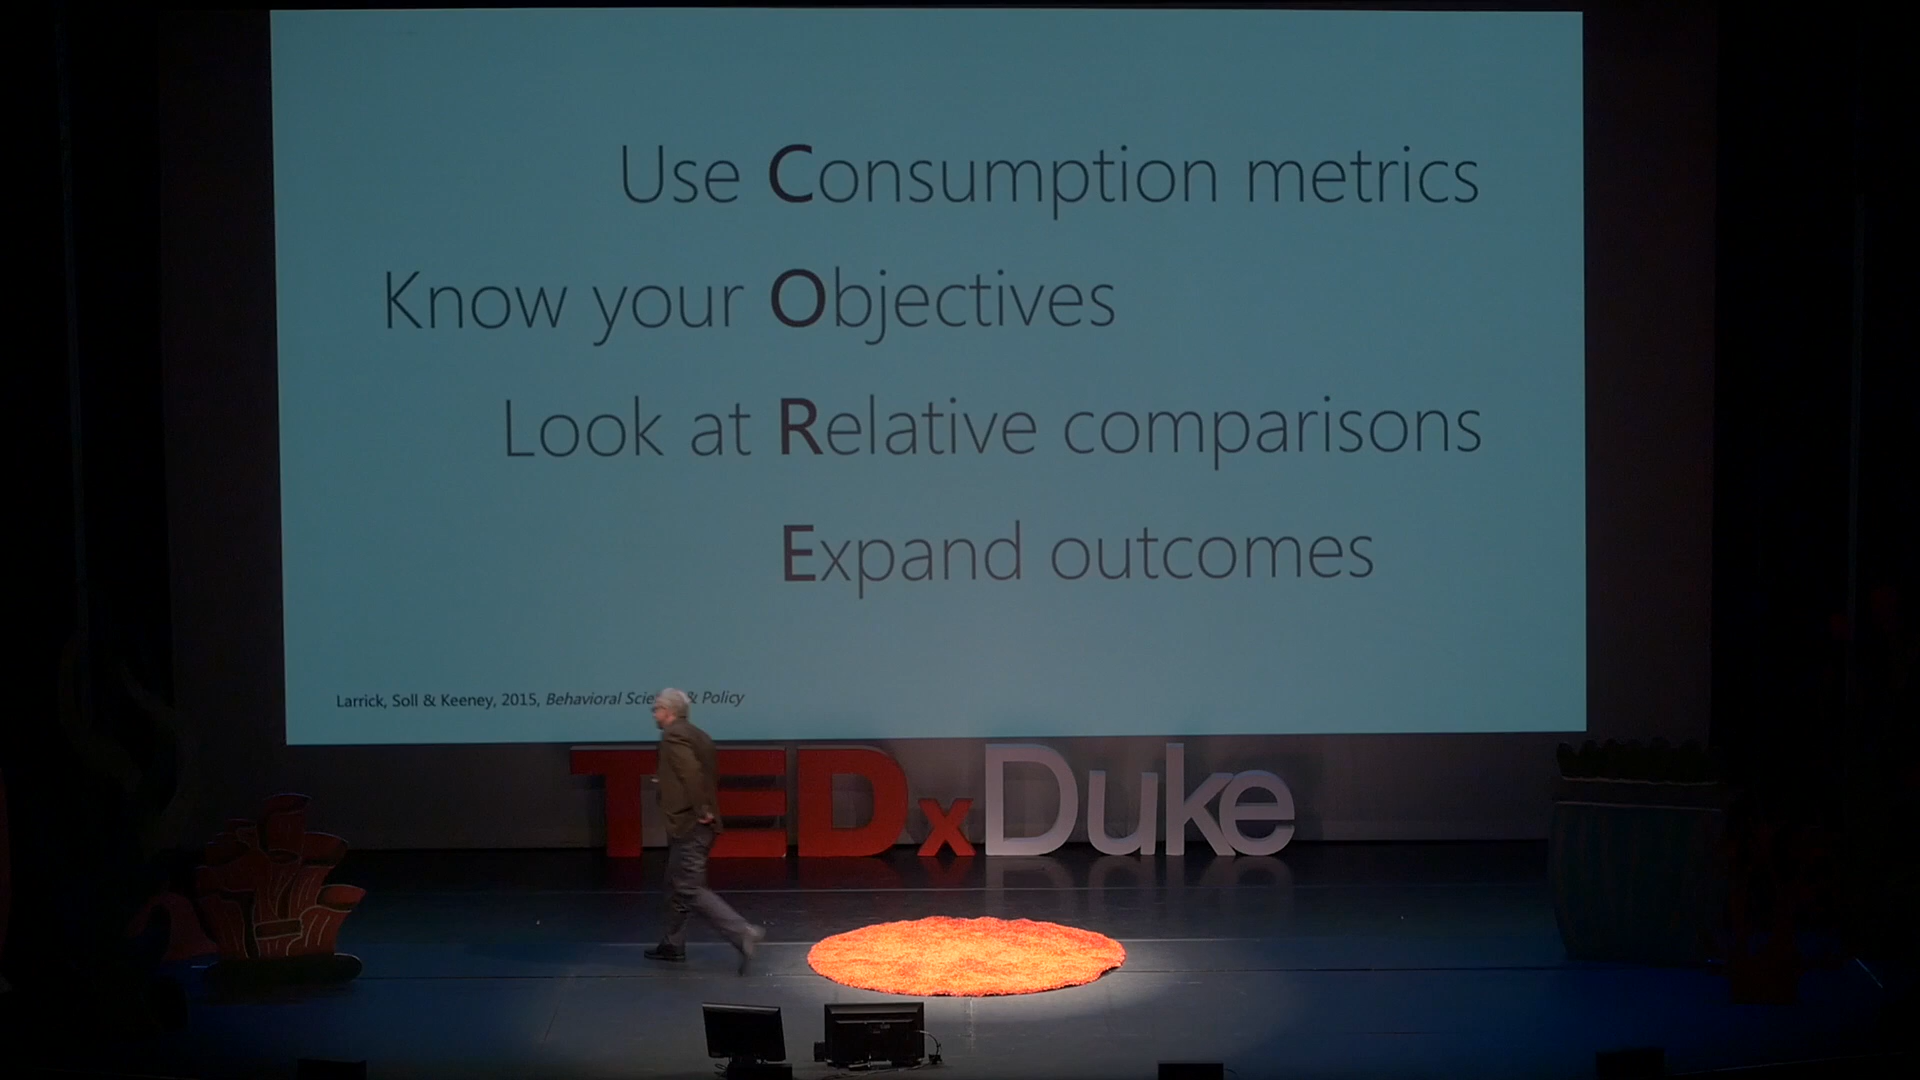 Use Consumption metrics
Know your Objectives
Look at Relative comparisons
Expand outcomes
Larrick, Soll & Keeney, 2015, Behavioral & Policy
TEDxDuke